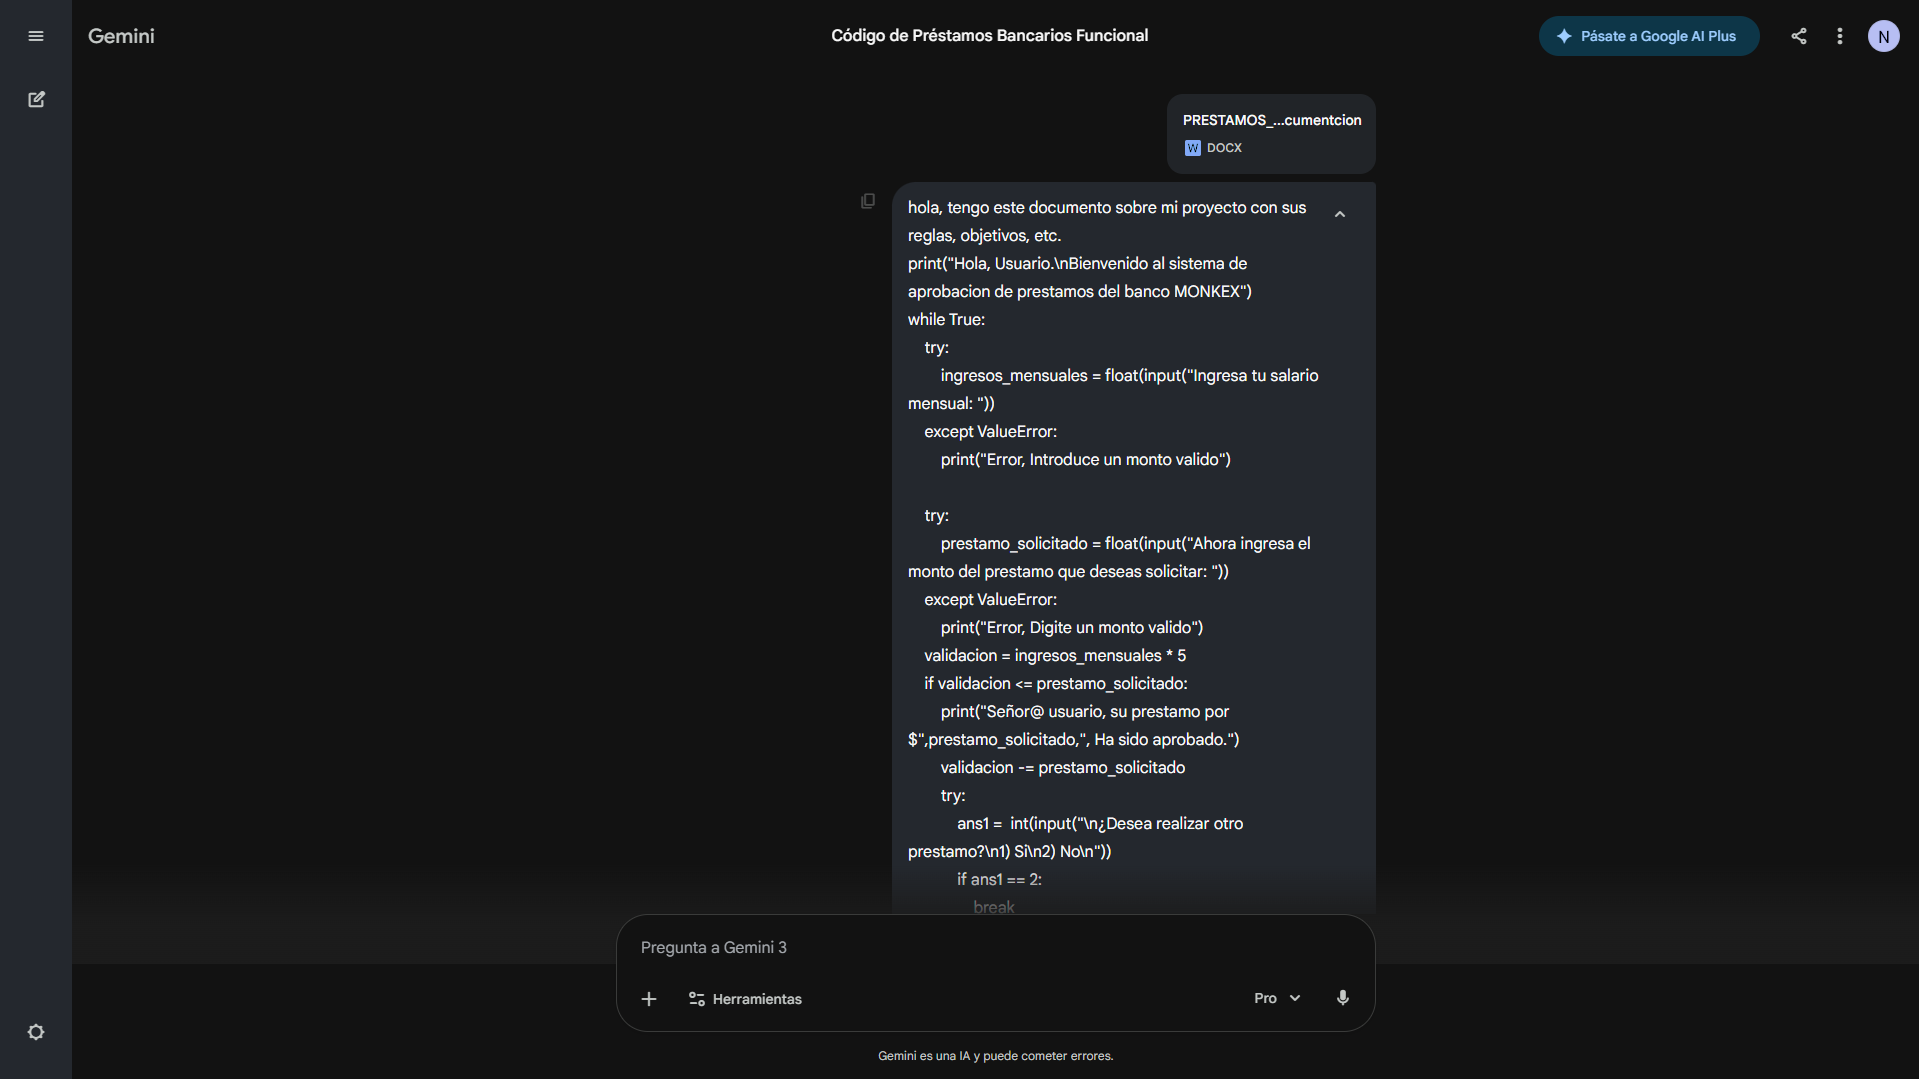 Gemini
Código de Préstamos Bancarios Funcional
Pásate a Google AI Plus
N
PRESTAMOS_...cumentcion
W DOCX
hola, tengo este documento sobre mi proyecto con sus
reglas, objetivos, etc.
print("Hola, Usuario.\nBienvenido al sistema de
aprobacion de prestamos del banco MONKEX")
while True:
    try:
        ingresos_mensuales = float(input("Ingresa tu salario
mensual: "))
    except ValueError:
        print("Error, Introduce un monto valido")
    try:
        prestamo_solicitado = float(input("Ahora ingresa el
monto del prestamo que deseas solicitar: "))
    except ValueError:
        print("Error, Digite un monto valido")
    validacion = ingresos_mensuales * 5
    if validacion <= prestamo_solicitado:
        print("Señor@ usuario, su prestamo por
$",prestamo_solicitado,", Ha sido aprobado.")
        validacion -= prestamo_solicitado
        try:
            ans1 =  int(input("\n¿Desea realizar otro
prestamo?\n1) Si\n2) No\n"))
            if ans1 == 2:
                break
Pregunta a Gemini 3
Herramientas
Pro
Gemini es una IA y puede cometer errores.